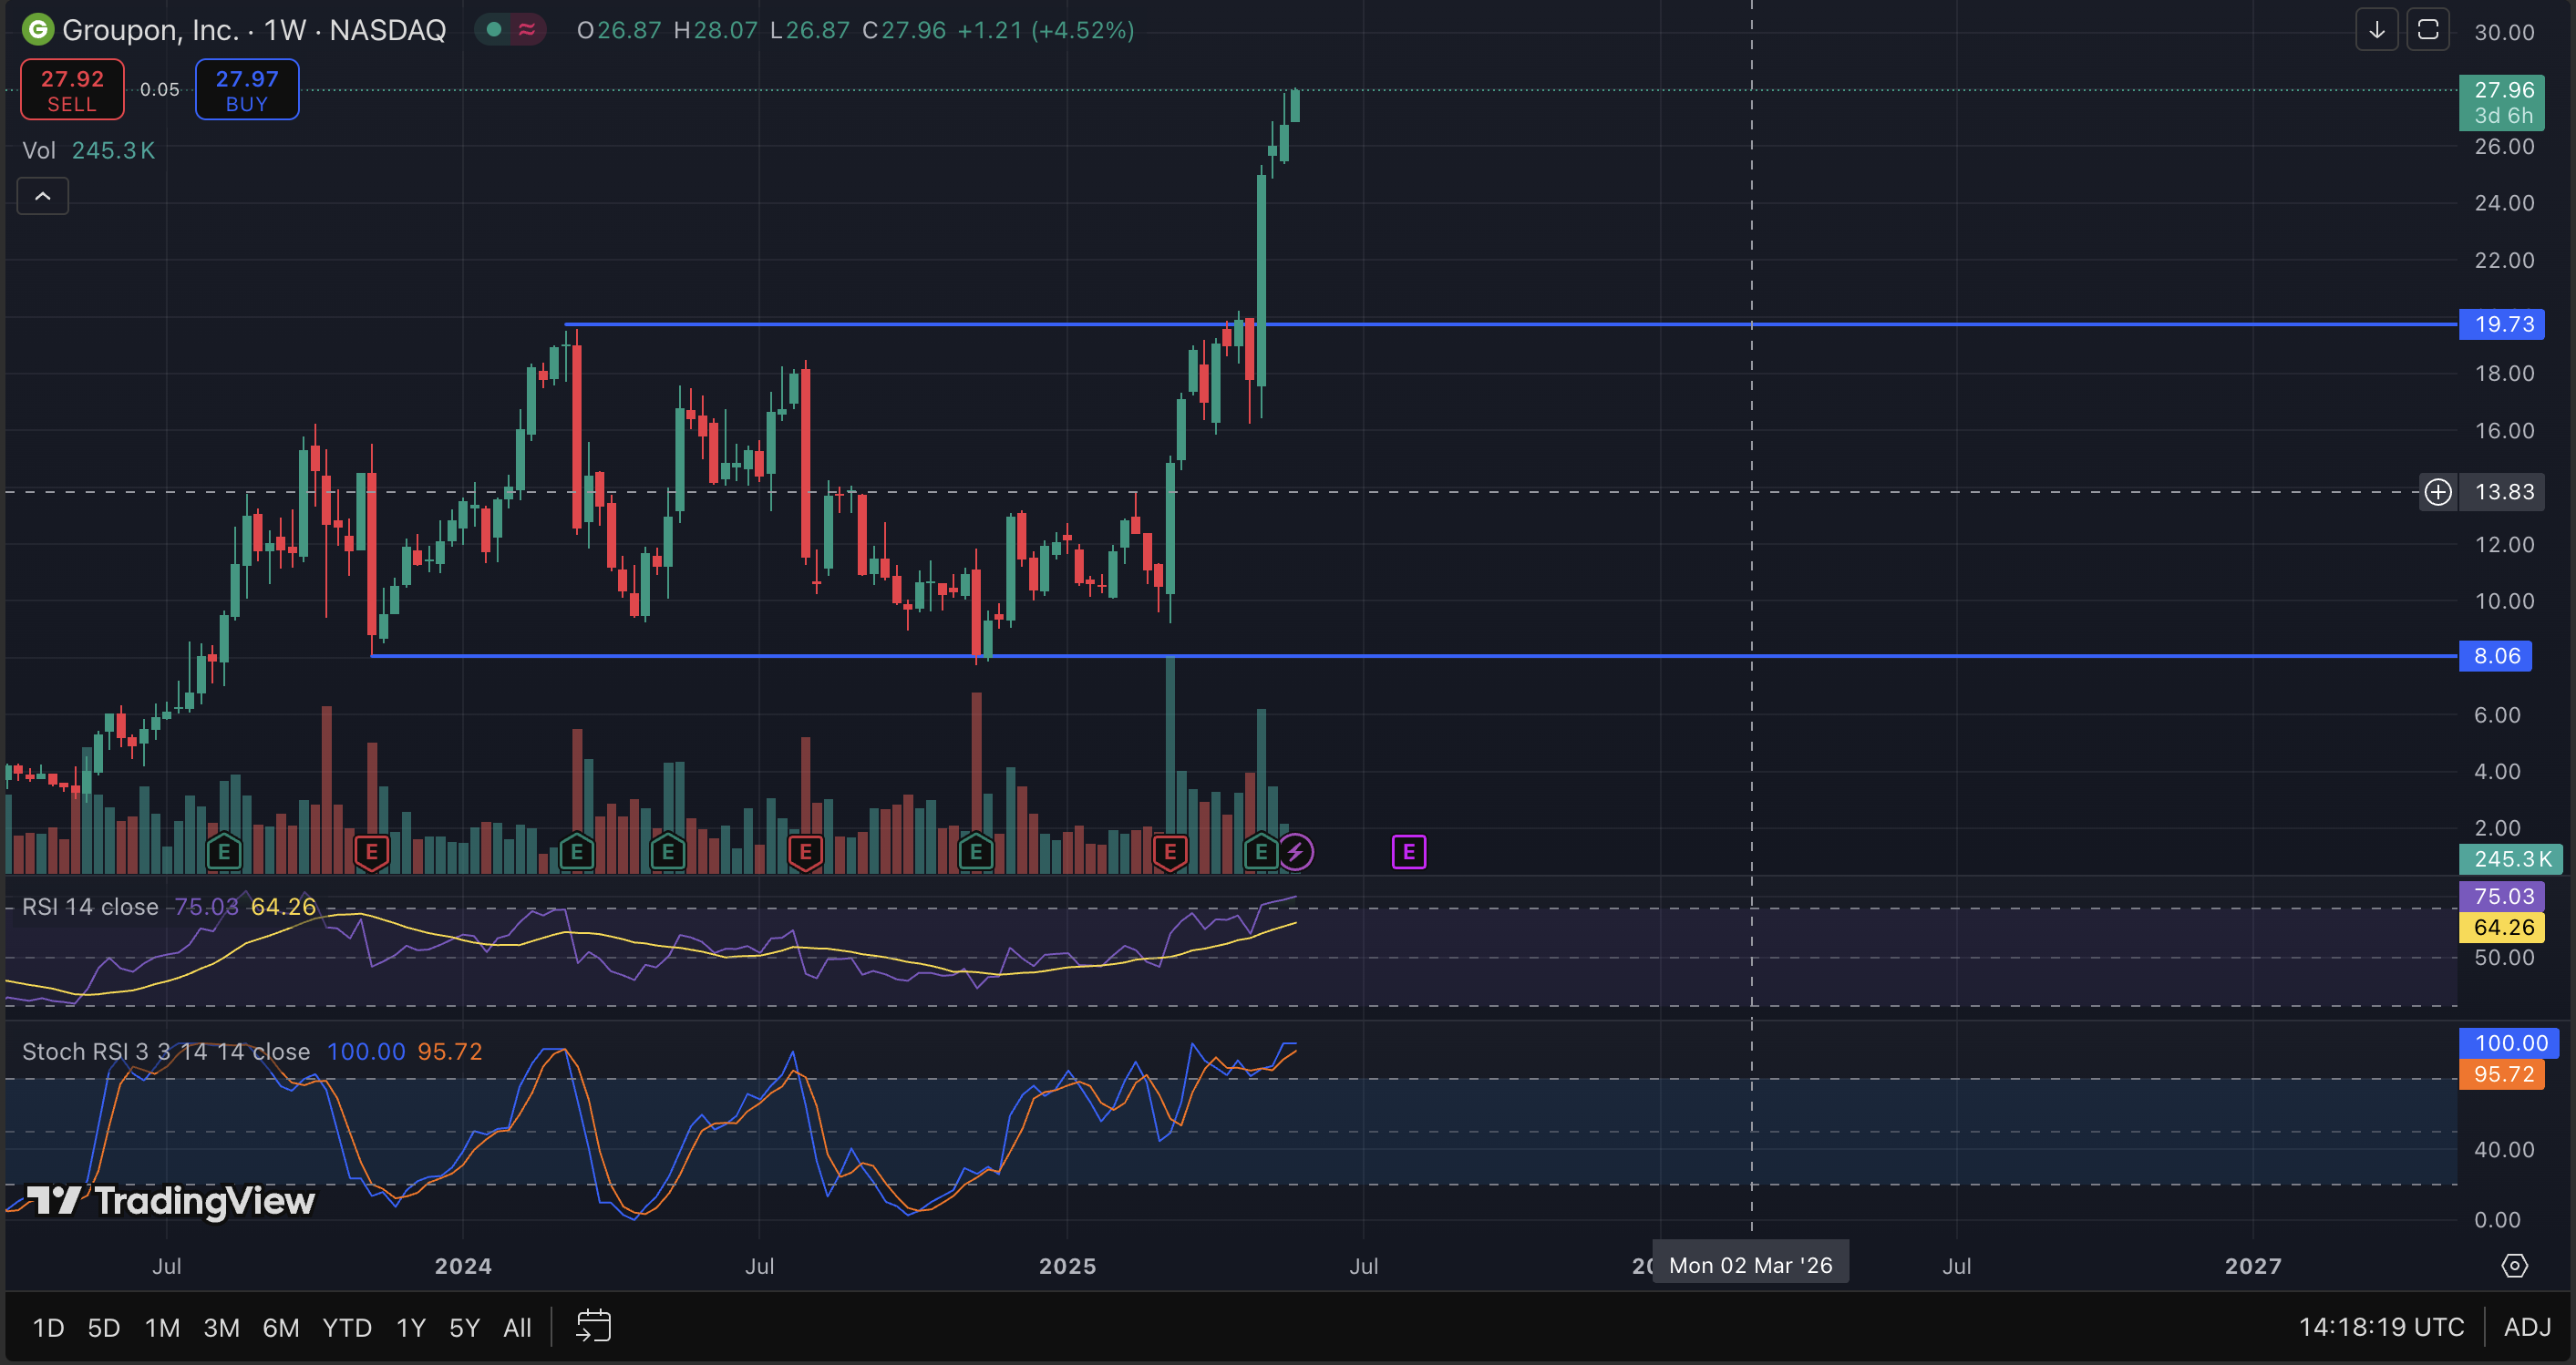 Groupon, Inc. · 1W · NASDAQ O26.87 H28.07 L26.87 C27.96 +1.21 (+4.52%)
27.92 SELL 0.05 27.97 BUY
Vol 245.3K
30.00
27.96
3d 6h
26.00
24.00
22.00
19.73
18.00
16.00
13.83
12.00
10.00
8.06
6.00
4.00
2.00
245.3K
E E E E E E E E E
RSI 14 close 75.03 64.26
75.03
64.26
50.00
Stoch RSI 3 3 14 14 close 100.00 95.72
100.00
95.72
40.00
0.00
TradingView
Jul 2024 Jul 2025 Jul 20 Mon 02 Mar '26 Jul 2027
1D 5D 1M 3M 6M YTD 1Y 5Y All 14:18:19 UTC ADJ